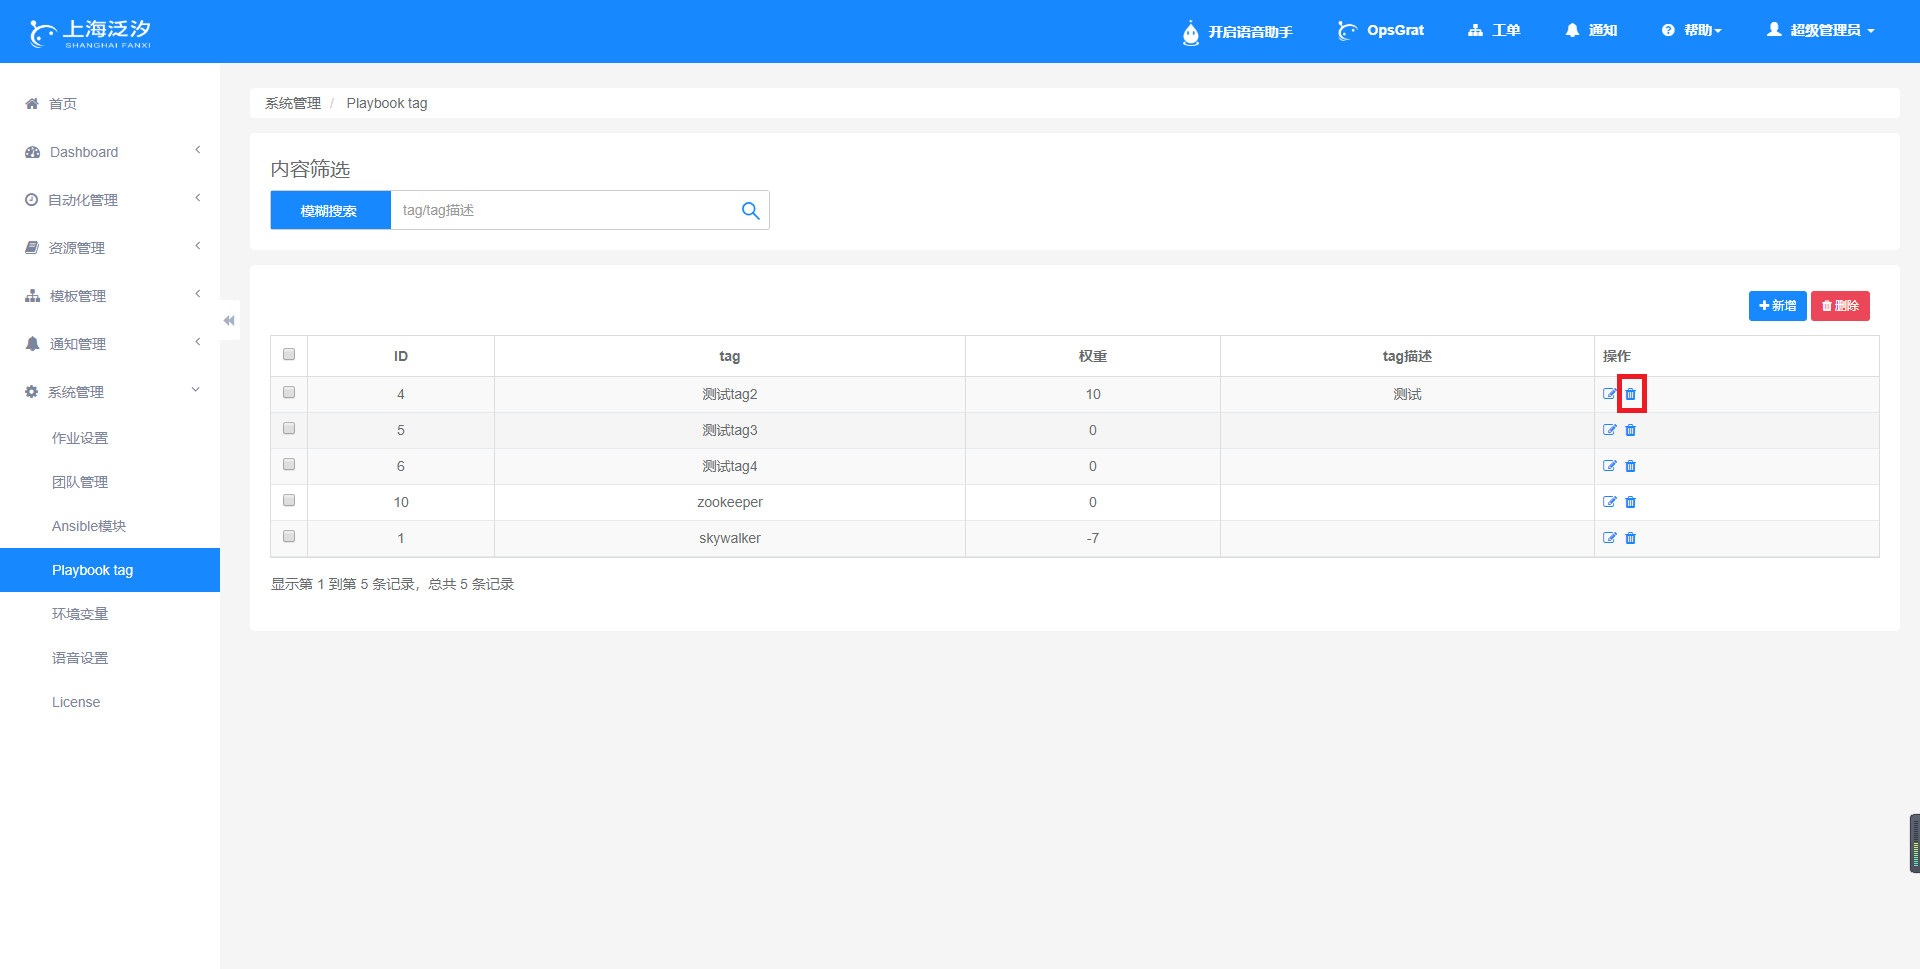 上海泛汐
SHANGHAI FANXI
开启语音助手
OpsGrat
工单
通知
帮助
超级管理员
首页
Dashboard
自动化管理
资源管理
模板管理
通知管理
系统管理
作业设置
团队管理
Ansible模块
Playbook tag
环境变量
语音设置
License
系统管理 / Playbook tag
内容筛选
模糊搜索 tag/tag描述
新增 删除
ID tag 权重 tag描述 操作
4 测试tag2 10 测试
5 测试tag3 0
6 测试tag4 0
10 zookeeper 0
1 skywalker -7
显示第 1 到第 5 条记录，总共 5 条记录